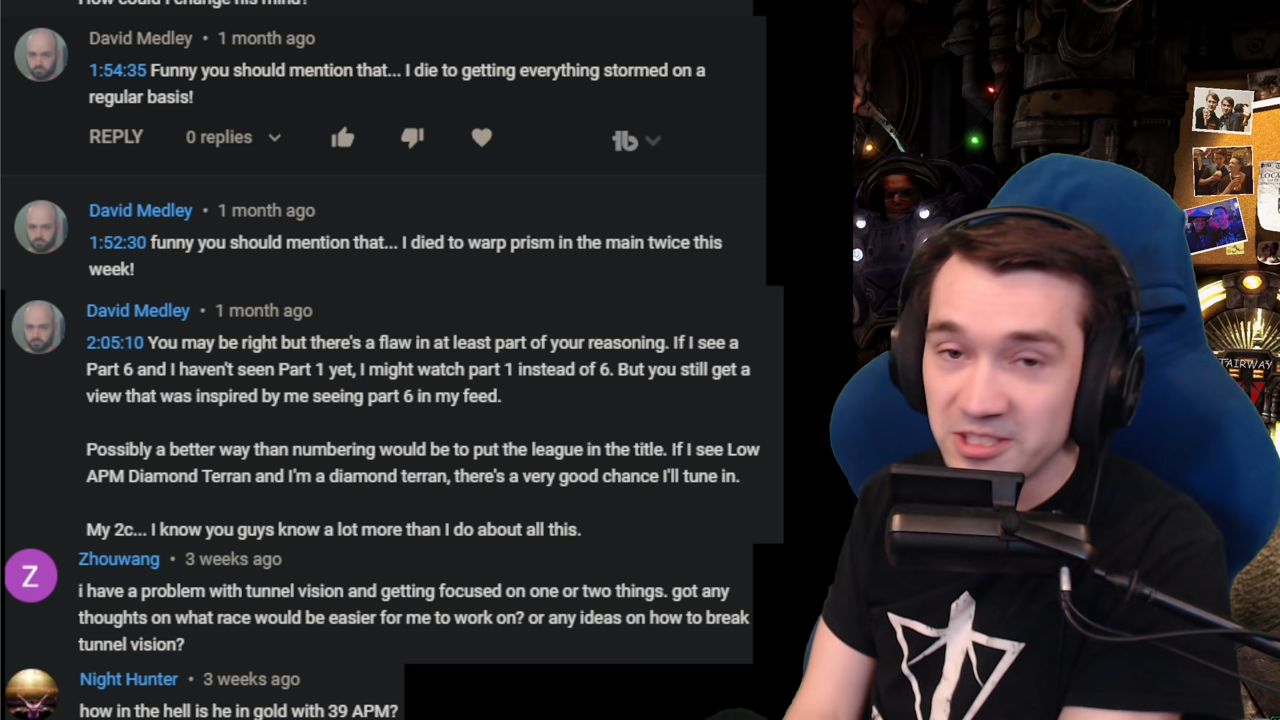 How could I change his mind?
David Medley • 1 month ago
1:54:35 Funny you should mention that... I die to getting everything stormed on a
regular basis!
REPLY 0 replies
David Medley • 1 month ago
1:52:30 funny you should mention that... I died to warp prism in the main twice this
week!
David Medley • 1 month ago
2:05:10 You may be right but there's a flaw in at least part of your reasoning. If I see a
Part 6 and I haven't seen Part 1 yet, I might watch part 1 instead of 6. But you still get a
view that was inspired by me seeing part 6 in my feed.
Possibly a better way than numbering would be to put the league in the title. If I see Low
APM Diamond Terran and I'm a diamond terran, there's a very good chance I'll tune in.
My 2c... I know you guys know a lot more than I do about all this.
Z
Zhouwang • 3 weeks ago
i have a problem with tunnel vision and getting focused on one or two things. got any
thoughts on what race would be easier for me to work on? or any ideas on how to break
tunnel vision?
Night Hunter • 3 weeks ago
how in the hell is he in gold with 39 APM?